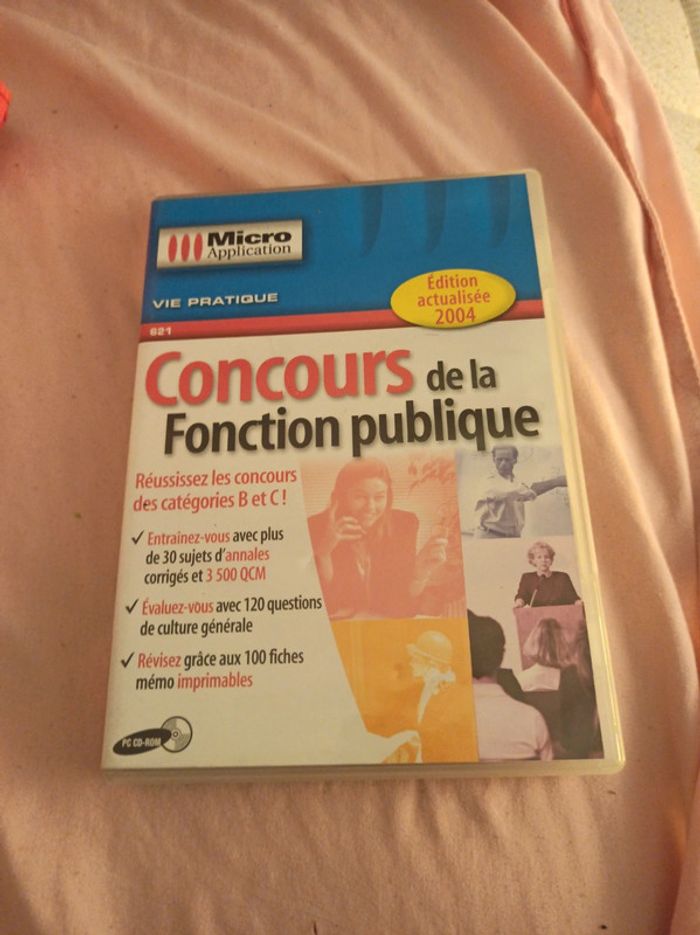 Micro
Application
VIE PRATIQUE
Édition
actualisée
2004
621
Concours de la
Fonction publique
Réussissez les concours
des catégories B et C !
✓ Entrainez-vous avec plus
de 30 sujets d'annales
corrigés et 3 500 QCM
✓ Évaluez-vous avec 120 questions
de culture générale
✓ Révisez grâce aux 100 fiches
mémo imprimables
PC CD-ROM